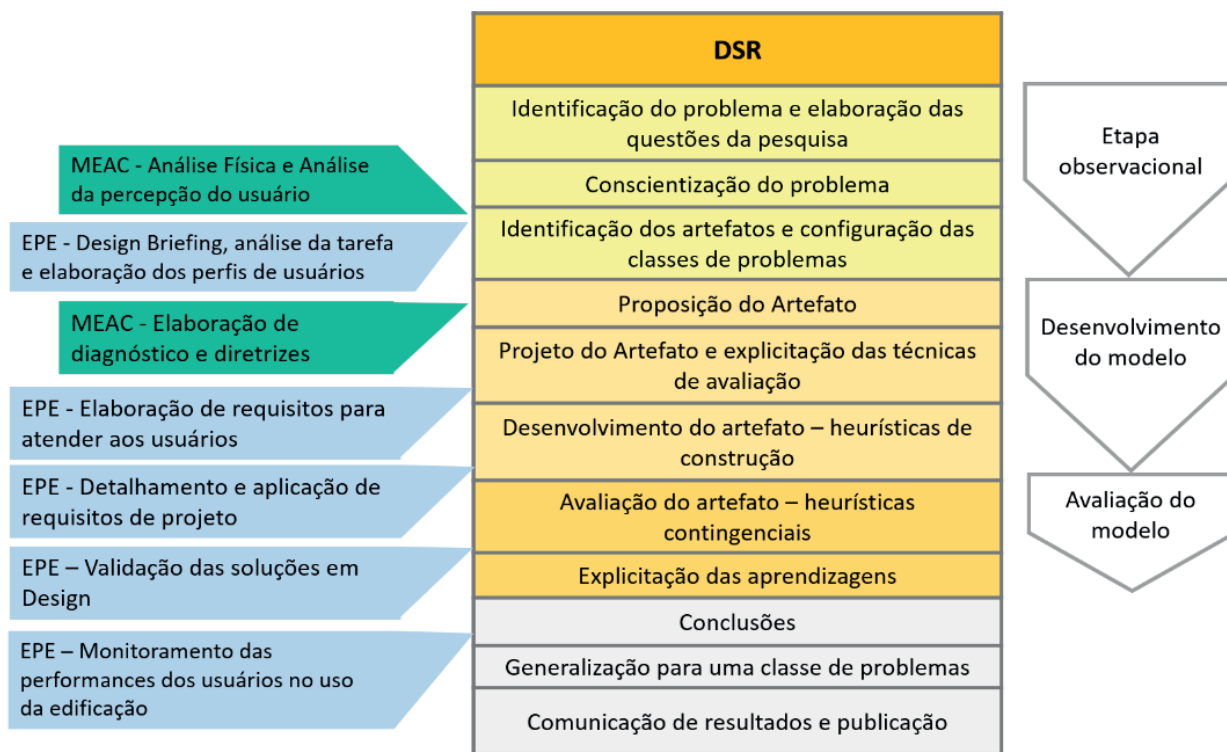 MEAC - Análise Física e Análise
da percepção do usuário
EPE - Design Briefing, análise da tarefa
e elaboração dos perfis de usuários
MEAC - Elaboração de
diagnóstico e diretrizes
EPE - Elaboração de requisitos para
atender aos usuários
EPE - Detalhamento e aplicação de
requisitos de projeto
EPE – Validação das soluções em
Design
EPE – Monitoramento das
performances dos usuários no uso
da edificação
DSR
Identificação do problema e elaboração das
questões da pesquisa
Conscientização do problema
Identificação dos artefatos e configuração das
classes de problemas
Proposição do Artefato
Projeto do Artefato e explicitação das técnicas
de avaliação
Desenvolvimento do artefato – heurísticas de
construção
Avaliação do artefato – heurísticas
contingenciais
Explicitação das aprendizagens
Conclusões
Generalização para uma classe de problemas
Comunicação de resultados e publicação
Etapa
observacional
Desenvolvimento
do modelo
Avaliação do
modelo